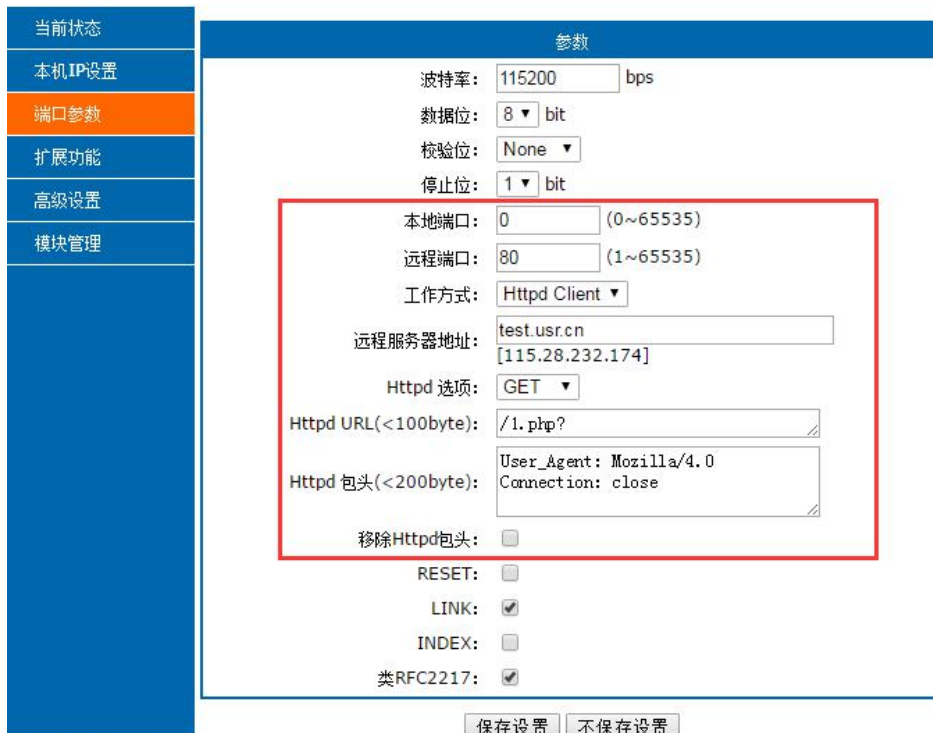 当前状态
本机IP设置
端口参数
扩展功能
高级设置
模块管理
参数
波特率: 115200 bps
数据位: 8 bit
校验位: None
停止位: 1 bit
本地端口: 0 (0~65535)
远程端口: 80 (1~65535)
工作方式: Httpd Client
远程服务器地址: test.usr.cn
[115.28.232.174]
Httpd 选项: GET
Httpd URL(<100byte): /1.php?
Httpd 包头(<200byte): User_Agent: Mozilla/4.0
Connection: close
移除Httpd包头:
RESET:
LINK:
INDEX:
类RFC2217:
保存设置 不保存设置